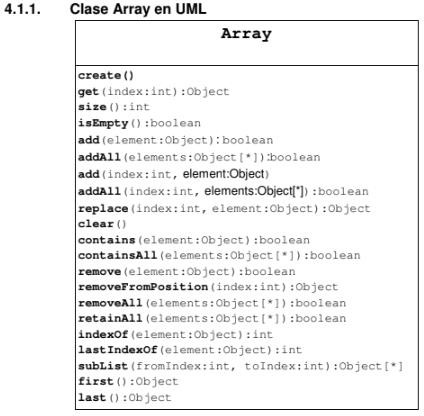 4.1.1. Clase Array en UML
Array
create()
get(index:int):Object
size():int
isEmpty():boolean
add(element:Object):boolean
addAll(elements:Object[*]):boolean
add(index:int, element:Object)
addAll(index:int, elements:Object[*]):boolean
replace(index:int, element:Object):Object
clear()
contains(element:Object):boolean
containsAll(elements:Object[*]):boolean
remove(element:Object):boolean
removeFromPosition(index:int):Object
removeAll(elements:Object[*]):boolean
retainAll(elements:Object[*]):boolean
indexOf(element:Object):int
lastIndexOf(element:Object):int
subList(fromIndex:int, toIndex:int):Object[*]
first():Object
last():Object